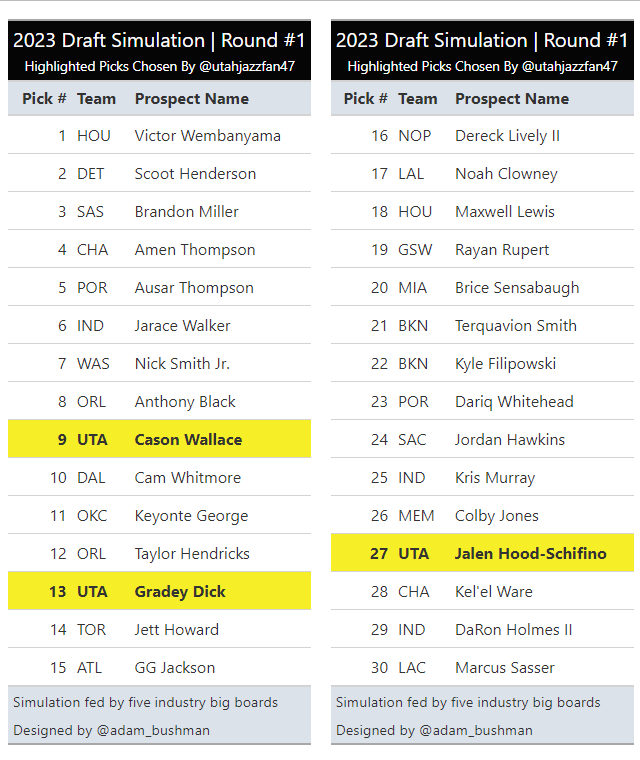 2023 Draft Simulation | Round #1
Highlighted Picks Chosen By @utahjazzfan47
Pick # Team Prospect Name
1 HOU Victor Wembanyama
2 DET Scoot Henderson
3 SAS Brandon Miller
4 CHA Amen Thompson
5 POR Ausar Thompson
6 IND Jarace Walker
7 WAS Nick Smith Jr.
8 ORL Anthony Black
9 UTA Cason Wallace
10 DAL Cam Whitmore
11 OKC Keyonte George
12 ORL Taylor Hendricks
13 UTA Gradey Dick
14 TOR Jett Howard
15 ATL GG Jackson
Simulation fed by five industry big boards
Designed by @adam_bushman
2023 Draft Simulation | Round #1
Highlighted Picks Chosen By @utahjazzfan47
Pick # Team Prospect Name
16 NOP Dereck Lively II
17 LAL Noah Clowney
18 HOU Maxwell Lewis
19 GSW Rayan Rupert
20 MIA Brice Sensabaugh
21 BKN Terquavion Smith
22 BKN Kyle Filipowski
23 POR Dariq Whitehead
24 SAC Jordan Hawkins
25 IND Kris Murray
26 MEM Colby Jones
27 UTA Jalen Hood-Schifino
28 CHA Kel'el Ware
29 IND DaRon Holmes II
30 LAC Marcus Sasser
Simulation fed by five industry big boards
Designed by @adam_bushman